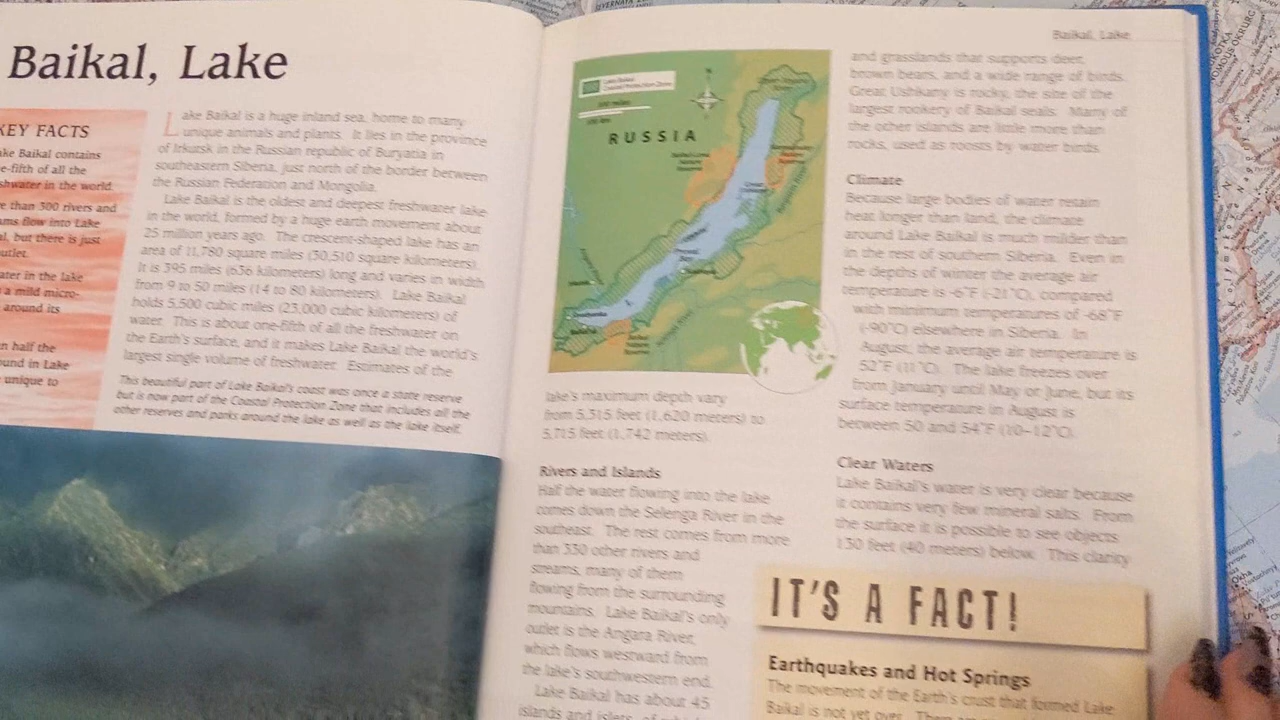 Baikal, Lake
KEY FACTS
ake Baikal contains
e-fifth of all the
shwater in the world.
e than 300 rivers and
ams flow into Lake
al, but there is just
utlet.
ater in the lake
a mild micro-
around its
n half the
ound in Lake
unique to
Lake Baikal is a huge inland sea, home to many
unique animals and plants. It lies in the province
of Irkutsk in the Russian republic of Buryatia in
southeastern Siberia, just north of the border between
the Russian Federation and Mongolia.
Lake Baikal is the oldest and deepest freshwater lake
in the world, formed by a huge earth movement about
25 million years ago. The crescent-shaped lake has an
area of 11,780 square miles (30,510 square kilometers).
It is 395 miles (636 kilometers) long and varies in width
from 9 to 50 miles (14 to 80 kilometers). Lake Baikal
holds 5,500 cubic miles (23,000 cubic kilometers) of
water. This is about one-fifth of all the freshwater on
the Earth's surface, and it makes Lake Baikal the world's
largest single volume of freshwater. Estimates of the
This beautiful part of Lake Baikal's coast was once a state reserve
but is now part of the Coastal Protection Zone that includes all the
other reserves and parks around the lake as well as the lake itself.
Lake Baikal
Coastal Protection Zone
RUSSIA
lake's maximum depth vary
from 5,315 feet (1,620 meters) to
5,715 feet (1,742 meters).
Rivers and Islands
Half the water flowing into the lake
comes down the Selenga River in the
southeast. The rest comes from more
than 330 other rivers and
streams, many of them
flowing from the surrounding
mountains. Lake Baikal's only
outlet is the Angara River,
which flows westward from
the lake's southwestern end.
Lake Baikal has about 45
islands and islets, of
Baikal, Lake
and grasslands that supports deer,
brown bears, and a wide range of birds.
Great Ushkany is rocky, the site of the
largest rookery of Baikal seals. Many of
the other islands are little more than
rocks, used as roosts by water birds.
Climate
Because large bodies of water retain
heat longer than land, the climate
around Lake Baikal is much milder than
in the rest of southern Siberia. Even in
the depths of winter the average air
temperature is -6°F (-21°C), compared
with minimum temperatures of -68°F
(-90°C) elsewhere in Siberia. In
August, the average air temperature is
52°F (11°C). The lake freezes over
from January until May or June, but its
surface temperature in August is
between 50 and 54°F (10–12°C).
Clear Waters
Lake Baikal's water is very clear because
it contains very few mineral salts. From
the surface it is possible to see objects
130 feet (40 meters) below. This clarity
IT'S A FACT!
Earthquakes and Hot Springs
The movement of the Earth's crust that formed Lake
Baikal is not yet over.